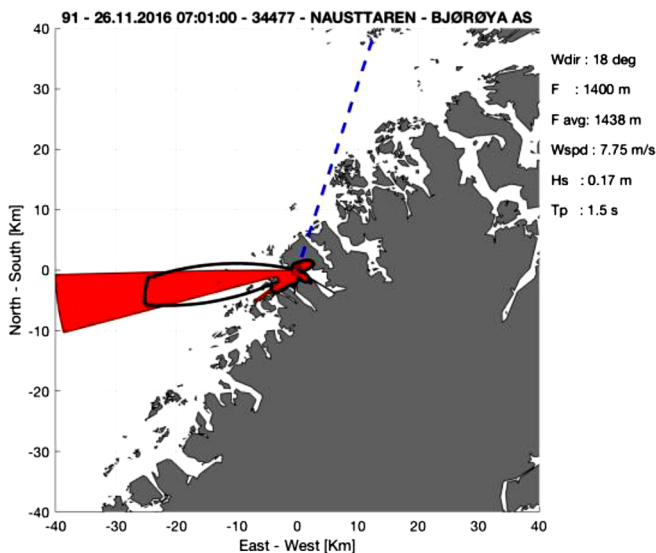 91 - 26.11.2016 07:01:00 - 34477 - NAUSTTAREN - BJØRØYA AS
Wdir : 18 deg
F : 1400 m
F avg: 1438 m
Wspd : 7.75 m/s
Hs : 0.17 m
Tp : 1.5 s
North - South [Km]
40
30
20
10
0
-10
-20
-30
-40
-40 -30 -20 -10 0 10 20 30 40
East - West [Km]